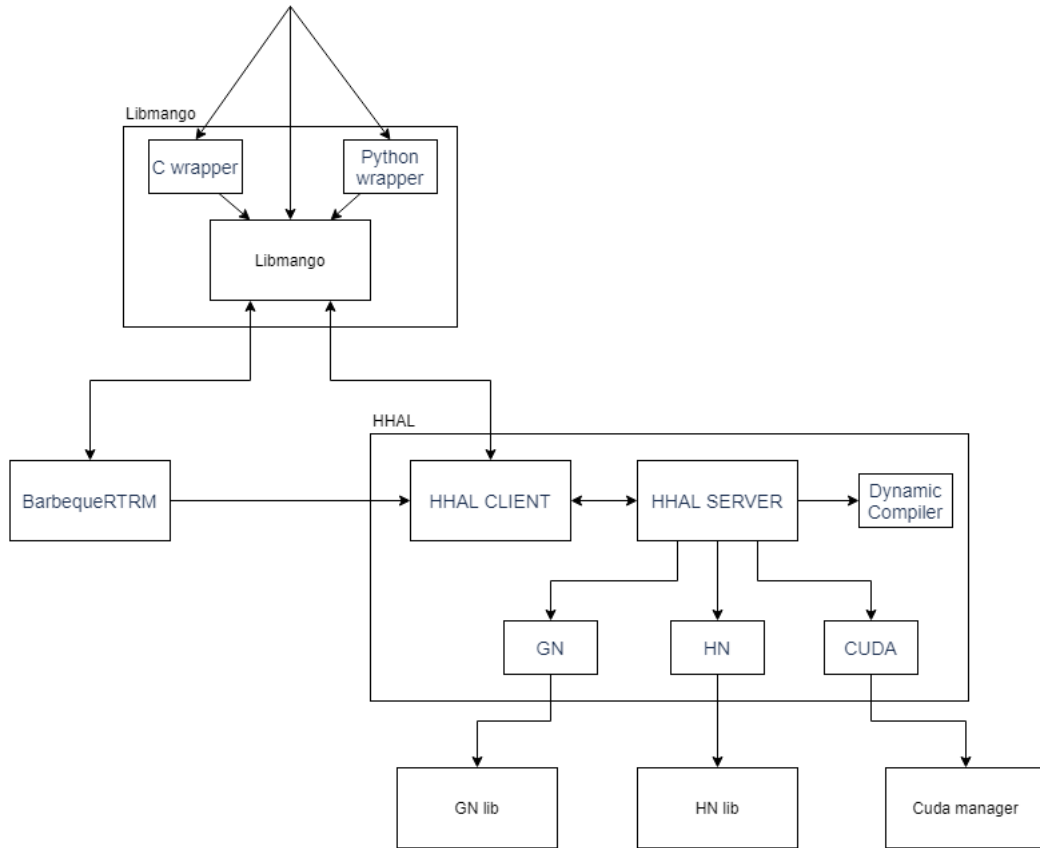 Libmango
C wrapper
Python
wrapper
Libmango
HHAL
BarbequeRTRM
HHAL CLIENT
HHAL SERVER
Dynamic
Compiler
GN
HN
CUDA
GN lib
HN lib
Cuda manager